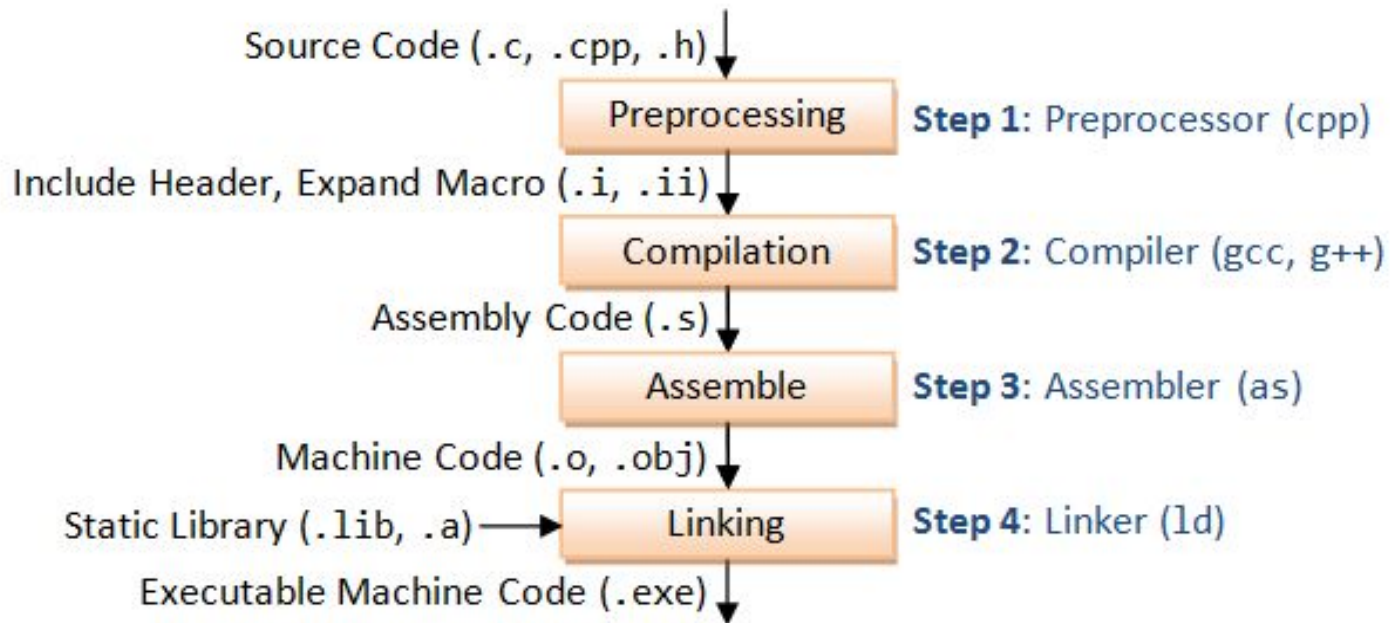 Source Code (.c, .cpp, .h)
Preprocessing
Step 1: Preprocessor (cpp)
Include Header, Expand Macro (.i, .ii)
Compilation
Step 2: Compiler (gcc, g++)
Assembly Code (.s)
Assemble
Step 3: Assembler (as)
Machine Code (.o, .obj)
Static Library (.lib, .a)
Linking
Step 4: Linker (ld)
Executable Machine Code (.exe)